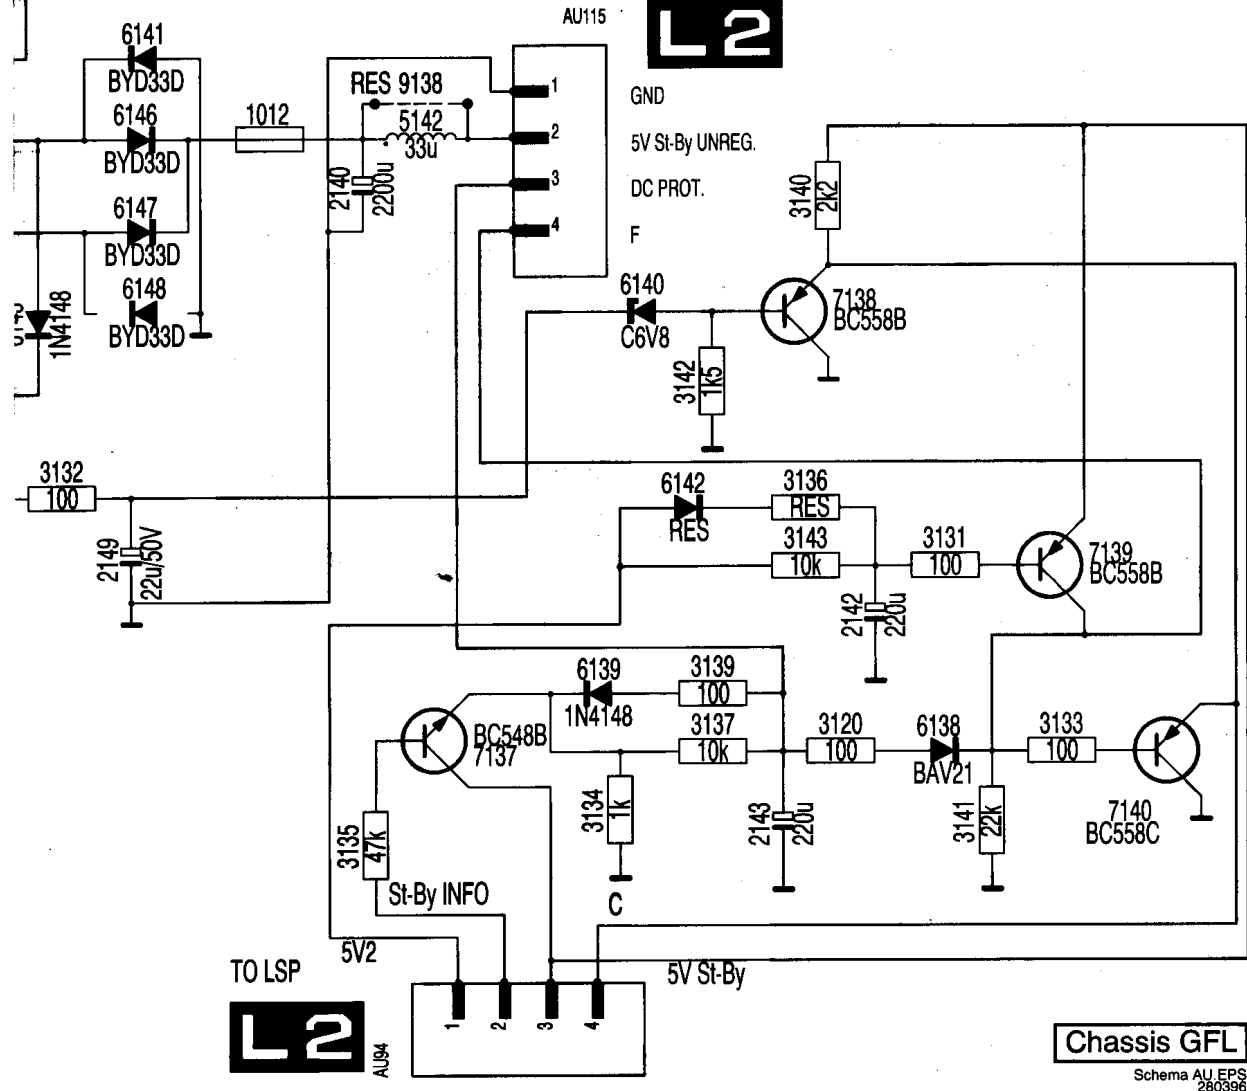 AU115
L 2
6141
BYD33D
6146
BYD33D
1012
RES 9138
5142
33u
2140
2200u
6147
BYD33D
6148
BYD33D
1N4148
1
2
3
4
GND
5V St-By UNREG.
DC PROT.
F
3140
2k2
6140
C6V8
7138
BC558B
3142
1k5
3132
100
2149
22u/50V
6142
RES
3136
RES
3143
10k
3131
100
7139
BC558B
2142
220u
6139
1N4148
3139
100
3137
10k
3120
100
6138
BAV21
3133
100
BC548B
7137
3134
1k
2143
220u
3141
22k
7140
BC558C
3135
47k
St-By INFO
C
5V2
5V St-By
TO LSP
L 2
AU94
1
2
3
4
Chassis GFL
Schema AU.EPS
280396